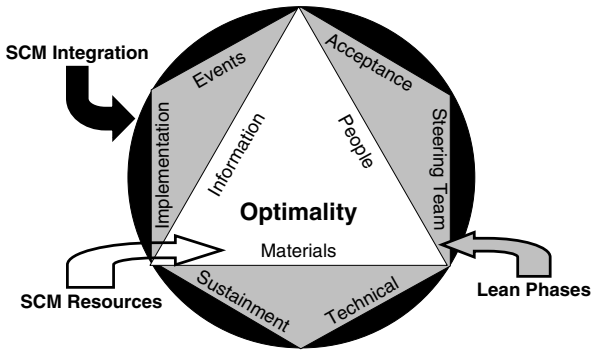 SCM Integration
Events
Acceptance
Implementation
Information
People
Steering Team
Optimality
Materials
SCM Resources
Sustainment
Technical
Lean Phases